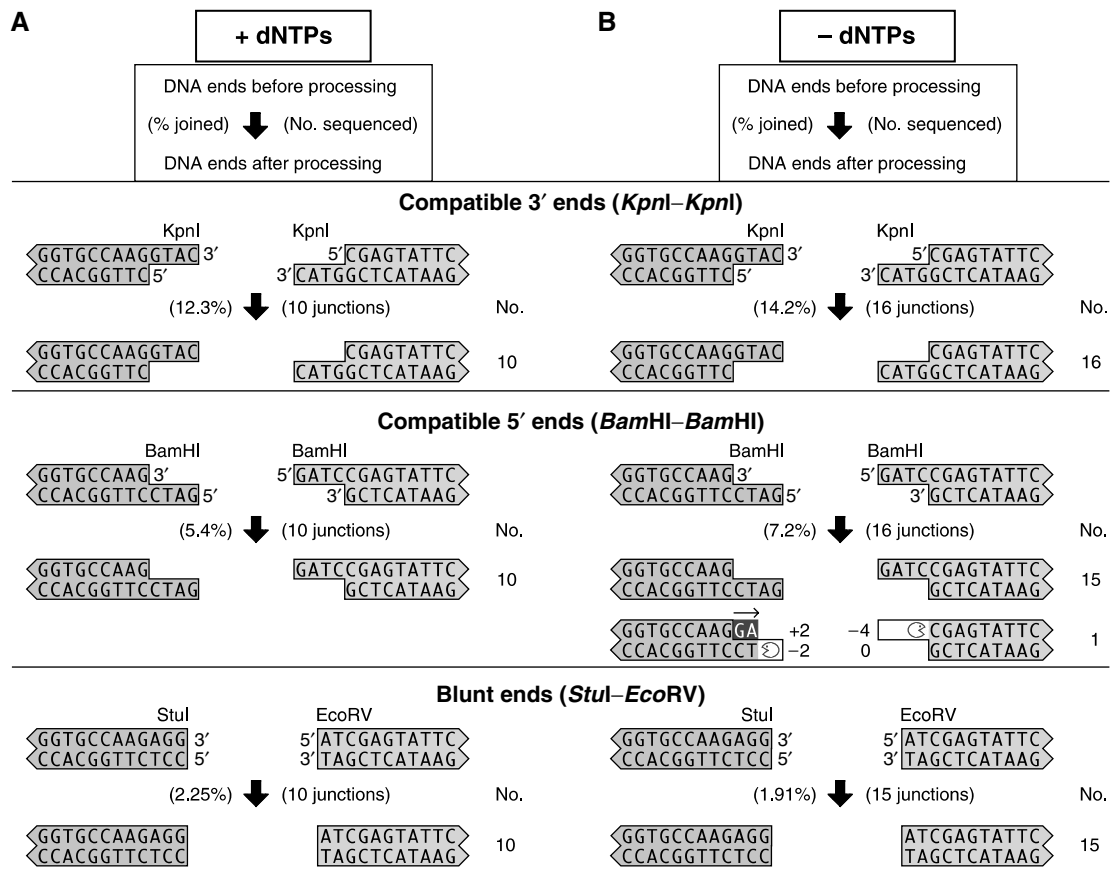 A
+ dNTPs
DNA ends before processing
(% joined) (No. sequenced)
DNA ends after processing
B
– dNTPs
DNA ends before processing
(% joined) (No. sequenced)
DNA ends after processing
Compatible 3′ ends (KpnI–KpnI)
KpnI KpnI
GGTGCCAAGGTAC 3′ 5′ CGAGTATTC
CCACGGTTC 5′ 3′ CATGGCTCATAAG
(12.3%) (10 junctions) No.
GGTGCCAAGGTAC CGAGTATTC
CCACGGTTC CATGGCTCATAAG 10
KpnI KpnI
GGTGCCAAGGTAC 3′ 5′ CGAGTATTC
CCACGGTTC 5′ 3′ CATGGCTCATAAG
(14.2%) (16 junctions) No.
GGTGCCAAGGTAC CGAGTATTC
CCACGGTTC CATGGCTCATAAG 16
Compatible 5′ ends (BamHI–BamHI)
BamHI BamHI
GGTGCCAAG 3′ 5′ GATCCGAGTATTC
CCACGGTTCCTAG 5′ 3′ GCTCATAAG
(5.4%) (10 junctions) No.
GGTGCCAAG GATCCGAGTATTC
CCACGGTTCCTAG GCTCATAAG 10
BamHI BamHI
GGTGCCAAG 3′ 5′ GATCCGAGTATTC
CCACGGTTCCTAG 5′ 3′ GCTCATAAG
(7.2%) (16 junctions) No.
GGTGCCAAG GATCCGAGTATTC
CCACGGTTCCTAG GCTCATAAG 15
GGTGCCAAGGA +2 –4 CGAGTATTC
CCACGGTTCCT –2 0 GCTCATAAG 1
Blunt ends (StuI–EcoRV)
StuI EcoRV
GGTGCCAAGAGG 3′ 5′ ATCGAGTATTC
CCACGGTTCTCC 5′ 3′ TAGCTCATAAG
(2.25%) (10 junctions) No.
GGTGCCAAGAGG ATCGAGTATTC
CCACGGTTCTCC TAGCTCATAAG 10
StuI EcoRV
GGTGCCAAGAGG 3′ 5′ ATCGAGTATTC
CCACGGTTCTCC 5′ 3′ TAGCTCATAAG
(1.91%) (15 junctions) No.
GGTGCCAAGAGG ATCGAGTATTC
CCACGGTTCTCC TAGCTCATAAG 15